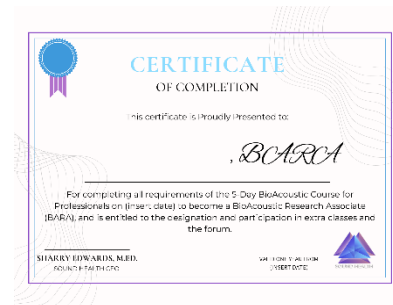 CERTIFICATE
OF COMPLETION
This certificate is Proudly Presented to:
, BCARCA
For completing all requirements of the 5-Day BioAcoustic Course for
Professionals on (insert date) to become a BioAcoustic Research Associate
(BARA), and is entitled to the designation and participation in extra classes and
the forum.
SHARRY EDWARDS, M.ED.
SOUND HEALTH CEO
(INSERT DATE)